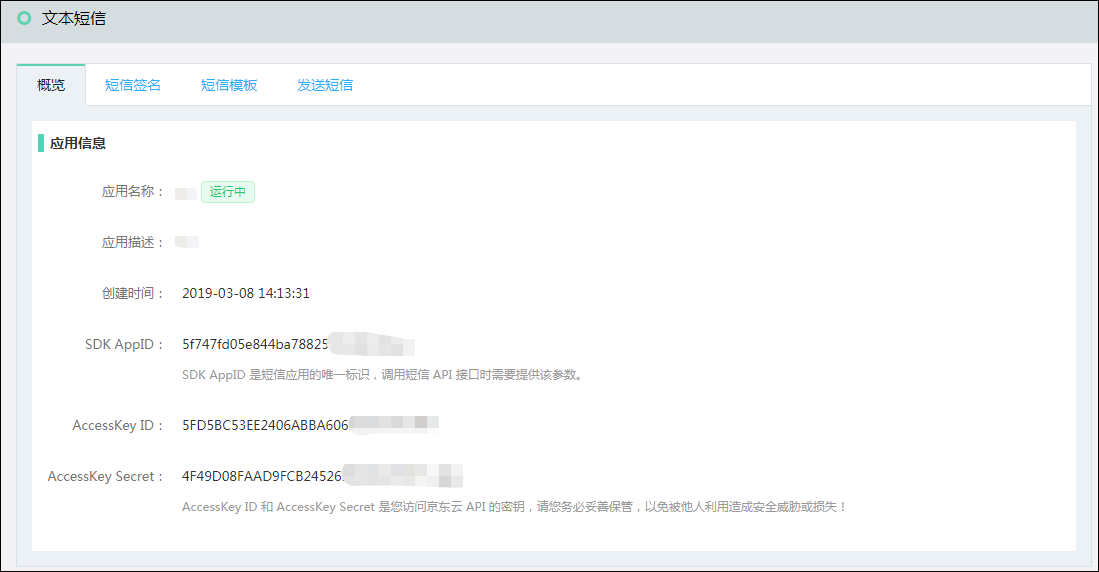 文本短信
概览 短信签名 短信模板 发送短信
应用信息
应用名称： 运行中
应用描述：
创建时间： 2019-03-08 14:13:31
SDK AppID： 5f747fd05e844ba78825
SDK AppID 是短信应用的唯一标识，调用短信 API 接口时需要提供该参数。
AccessKey ID： 5FD5BC53EE2406ABBA606
AccessKey Secret： 4F49D08FAAD9FCB24526
AccessKey ID 和 AccessKey Secret 是您访问京东云 API 的密钥，请您务必妥善保管，以免被他人利用造成安全威胁或损失！